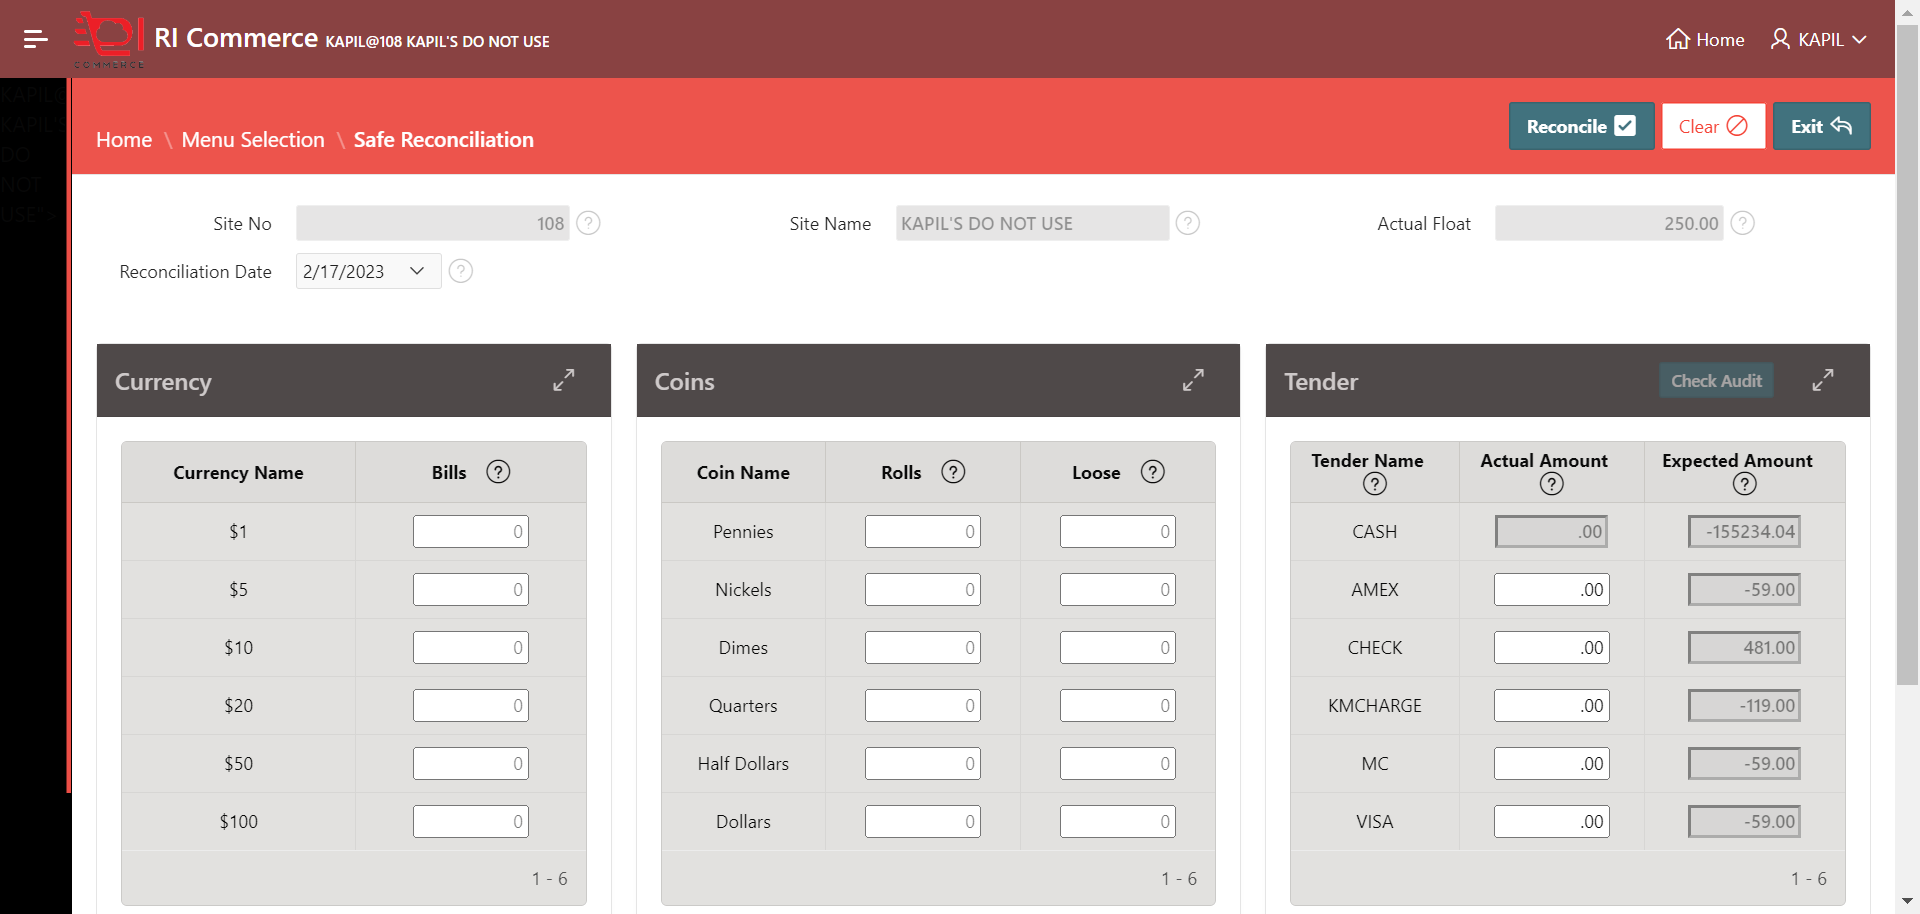 COMMERCE
RI Commerce KAPIL@108 KAPIL'S DO NOT USE
Home
KAPIL
KAPIL@
KAPIL'S
DO
NOT
USE">
Home \ Menu Selection \ Safe Reconciliation
Reconcile
Clear
Exit
Site No 108 ?
Site Name KAPIL'S DO NOT USE ?
Actual Float 250.00 ?
Reconciliation Date 2/17/2023 ?
Currency
Currency Name Bills ?
$1 0
$5 0
$10 0
$20 0
$50 0
$100 0
1 - 6
Coins
Coin Name Rolls ? Loose ?
Pennies 0 0
Nickels 0 0
Dimes 0 0
Quarters 0 0
Half Dollars 0 0
Dollars 0 0
1 - 6
Tender Check Audit
Tender Name Actual Amount Expected Amount
? ? ?
CASH .00 -155234.04
AMEX .00 -59.00
CHECK .00 481.00
KMCHARGE .00 -119.00
MC .00 -59.00
VISA .00 -59.00
1 - 6